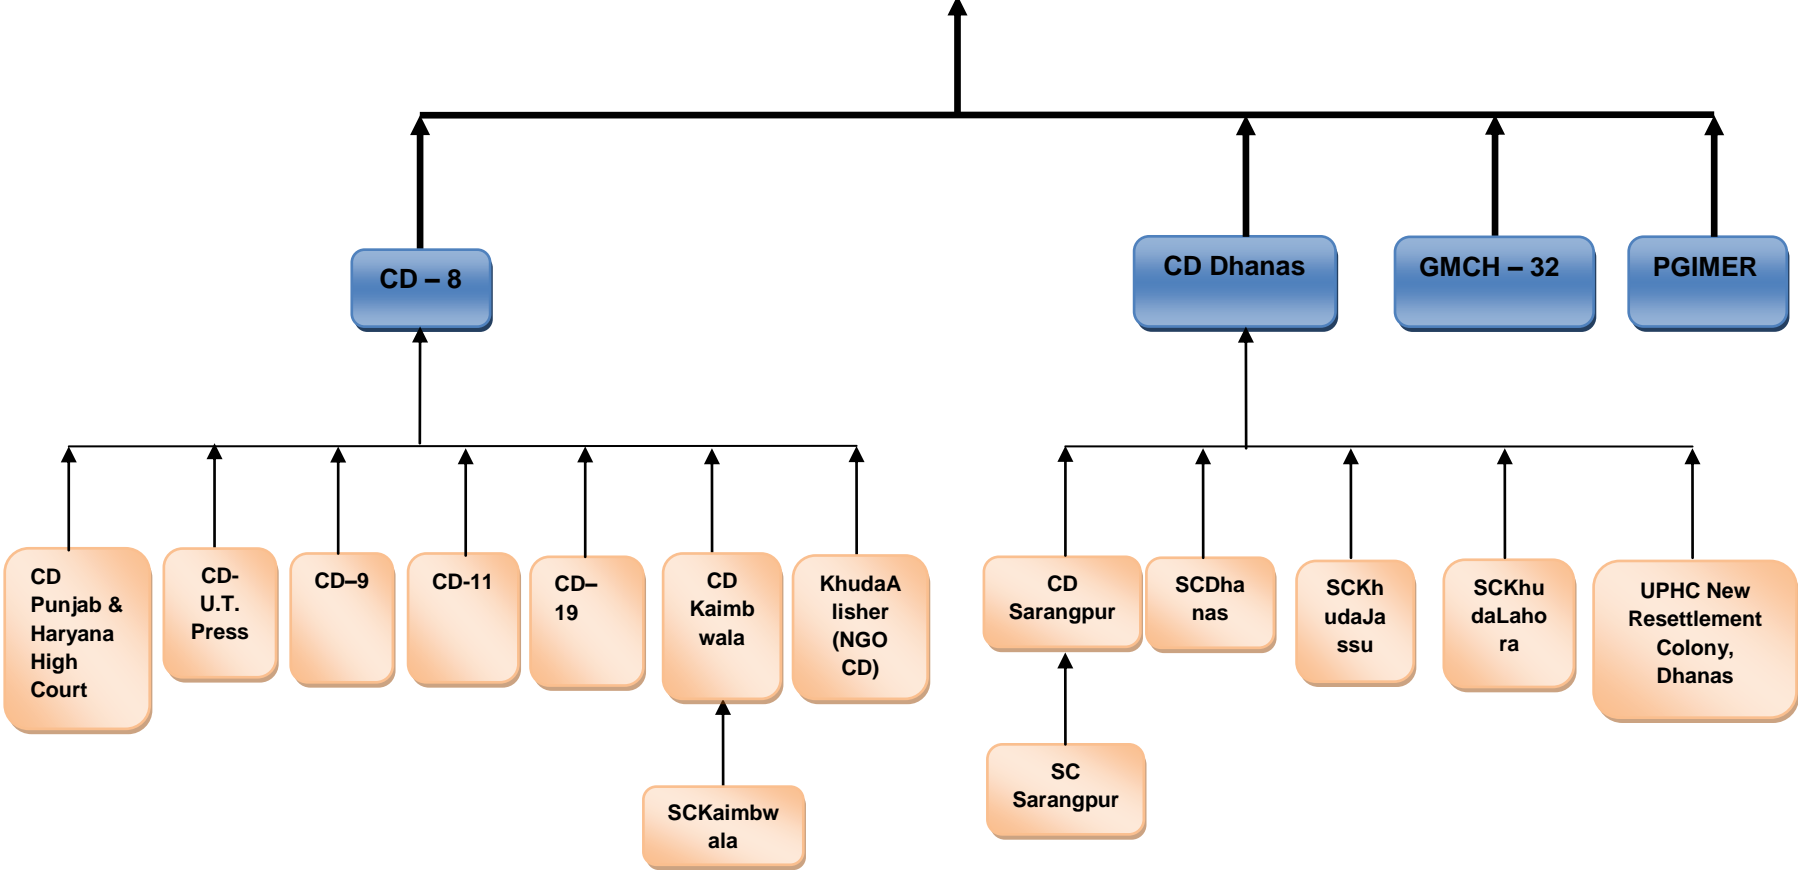 CD – 8
CD Dhanas
GMCH – 32
PGIMER
CD
Punjab &
Haryana
High
Court
CD-
U.T.
Press
CD–9
CD-11
CD–
19
CD
Kaimb
wala
KhudaA
lisher
(NGO
CD)
CD
Sarangpur
SCDha
nas
SCKh
udaJa
ssu
SCKhu
daLaho
ra
UPHC New
Resettlement
Colony,
Dhanas
SCKaimbw
ala
SC
Sarangpur